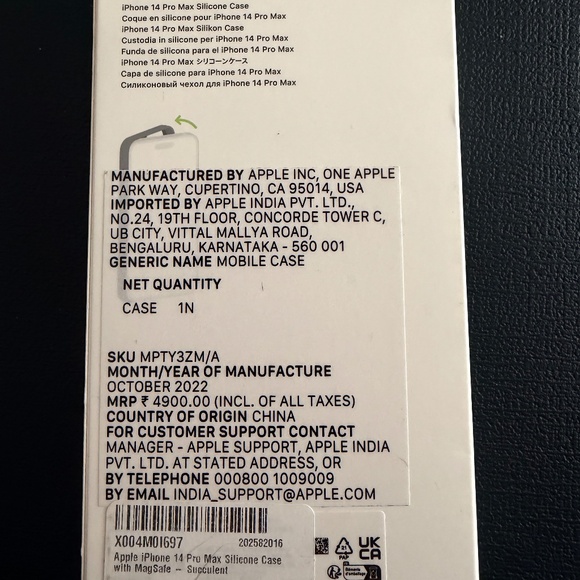 iPhone 14 Pro Max Silicone Case
Coque en silicone pour iPhone 14 Pro Max
iPhone 14 Pro Max Silikon Case
Custodia in silicone per iPhone 14 Pro Max
Funda de silicona para el iPhone 14 Pro Max
iPhone 14 Pro Max シリコーンケース
Capa de silicone para iPhone 14 Pro Max
Силиконовый чехол для iPhone 14 Pro Max
MANUFACTURED BY APPLE INC, ONE APPLE
PARK WAY, CUPERTINO, CA 95014, USA
IMPORTED BY APPLE INDIA PVT. LTD.,
NO.24, 19TH FLOOR, CONCORDE TOWER C,
UB CITY, VITTAL MALLYA ROAD,
BENGALURU, KARNATAKA - 560 001
GENERIC NAME MOBILE CASE
NET QUANTITY
CASE 1N
SKU MPTY3ZM/A
MONTH/YEAR OF MANUFACTURE
OCTOBER 2022
MRP ₹ 4900.00 (INCL. OF ALL TAXES)
COUNTRY OF ORIGIN CHINA
FOR CUSTOMER SUPPORT CONTACT
MANAGER - APPLE SUPPORT, APPLE INDIA
PVT. LTD. AT STATED ADDRESS, OR
BY TELEPHONE 000800 1009009
BY EMAIL INDIA_SUPPORT@APPLE.COM
X004M0I697 202582016
Apple iPhone 14 Pro Max Silicone Case
with MagSafe - Succulent
21
PAP
UK
CA